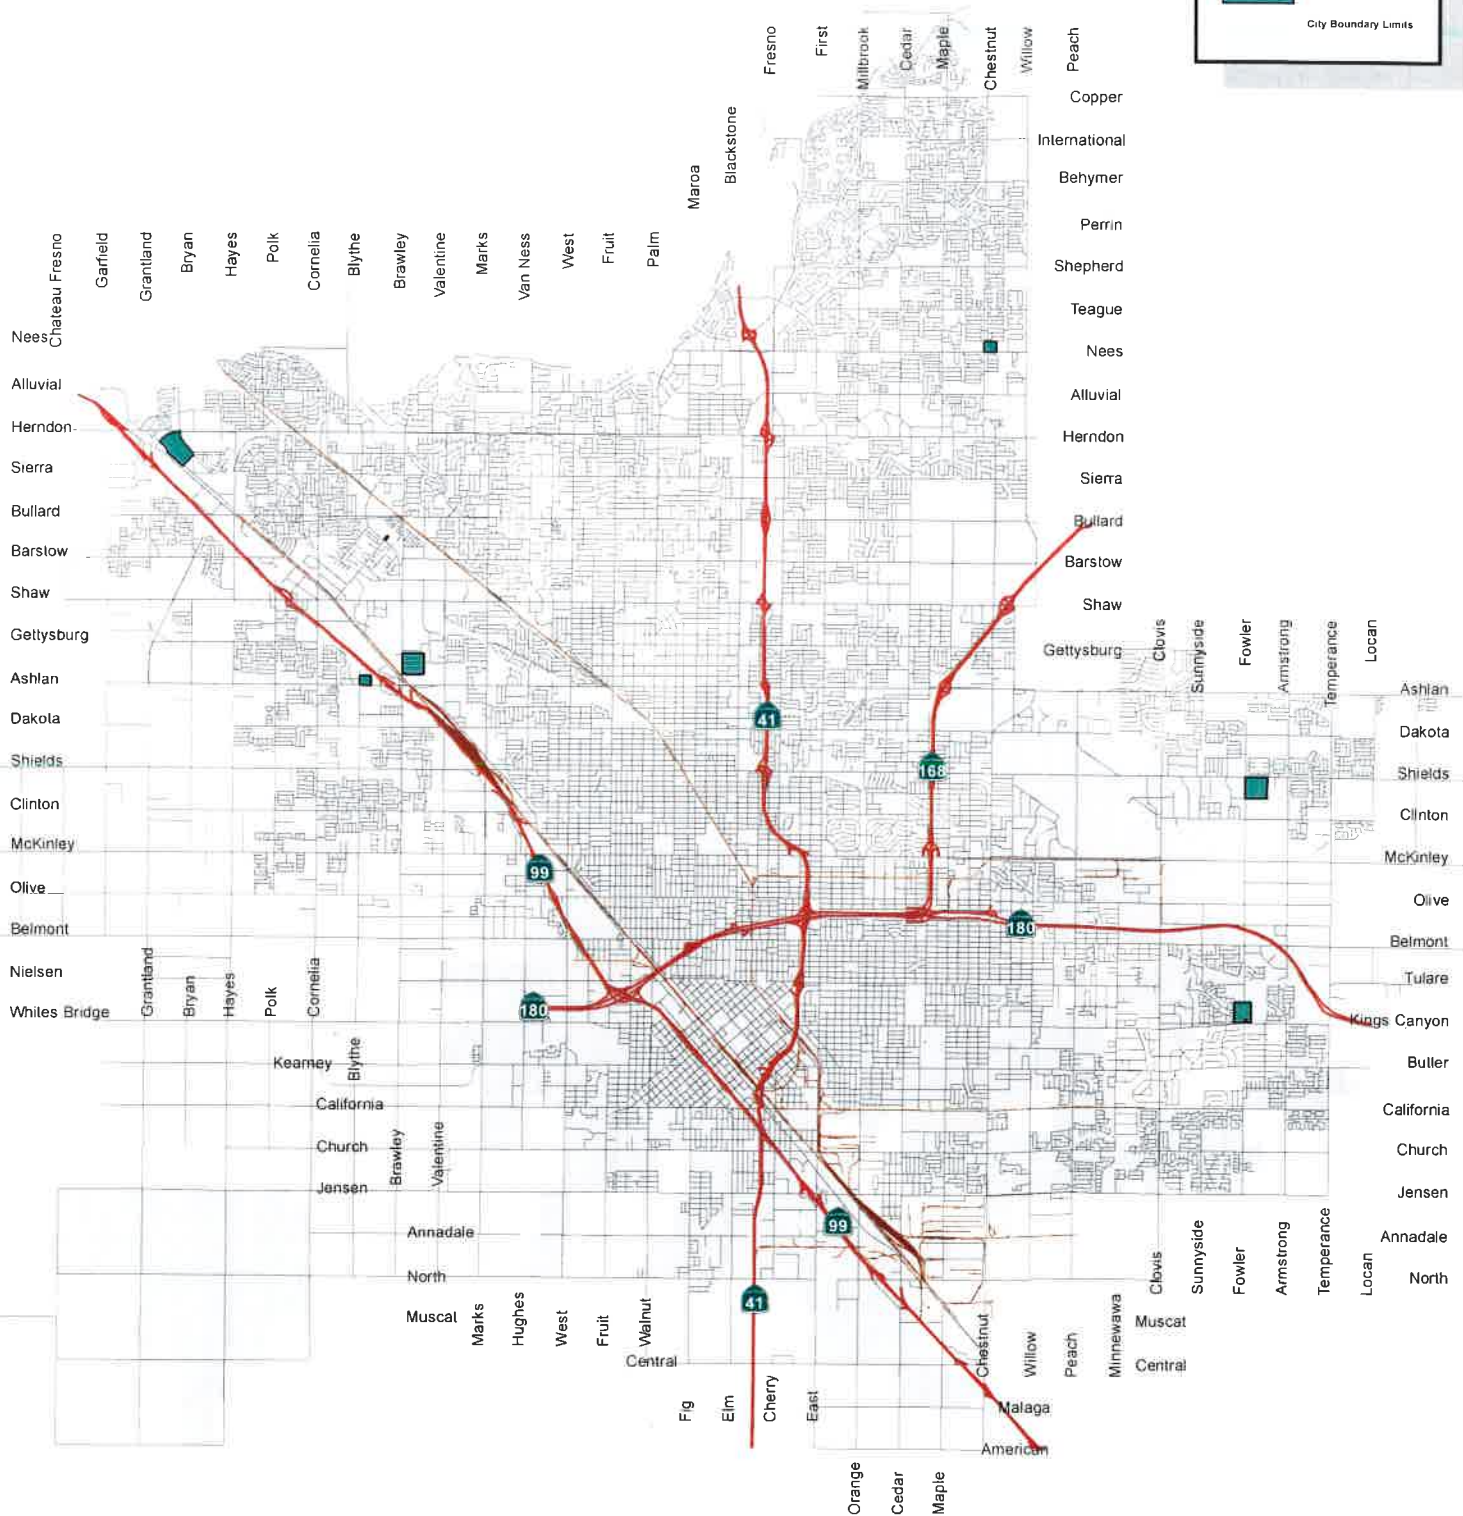 City Boundary Limits
Fresno
First
Millbrook
Cedar
Maple
Chestnut
Willow
Peach
Copper
International
Behymer
Perrin
Shepherd
Teague
Nees
Alluvial
Herndon
Sierra
Bullard
Barstow
Shaw
Gettysburg
Maroa
Blackstone
Chateau Fresno
Garfield
Grantland
Bryan
Hayes
Polk
Cornelia
Blythe
Brawley
Valentine
Marks
Van Ness
West
Fruit
Palm
Nees
Alluvial
Herndon
Sierra
Bullard
Barstow
Shaw
Gettysburg
Ashlan
Dakota
Shields
Clinton
McKinley
Olive
Belmont
Nielsen
Whites Bridge
Clovis
Sunnyside
Fowler
Armstrong
Temperance
Locan
Ashlan
Dakota
Shields
Clinton
McKinley
Olive
Belmont
Tulare
Kings Canyon
Butler
California
Church
Jensen
Annadale
North
41
168
99
180
180
99
41
Grantland
Bryan
Hayes
Polk
Cornelia
Kearney
Blythe
California
Church
Brawley
Valentine
Jensen
Annadale
North
Muscat
Marks
Hughes
West
Fruit
Walnut
Central
Fig
Elm
Cherry
East
Clovis
Sunnyside
Fowler
Armstrong
Temperance
Locan
Chestnut
Willow
Peach
Minnewawa
Muscat
Central
Malaga
American
Orange
Cedar
Maple